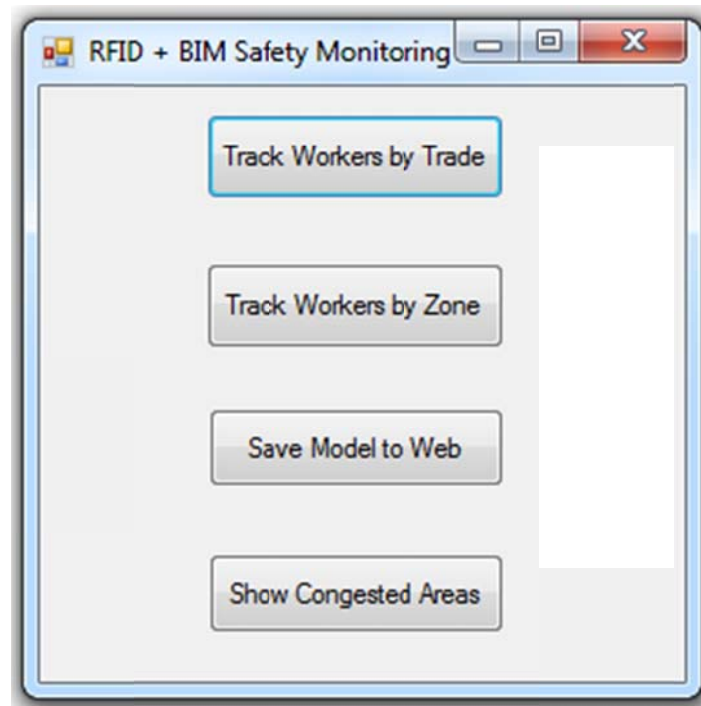 RFID + BIM Safety Monitoring
Track Workers by Trade
Track Workers by Zone
Save Model to Web
Show Congested Areas